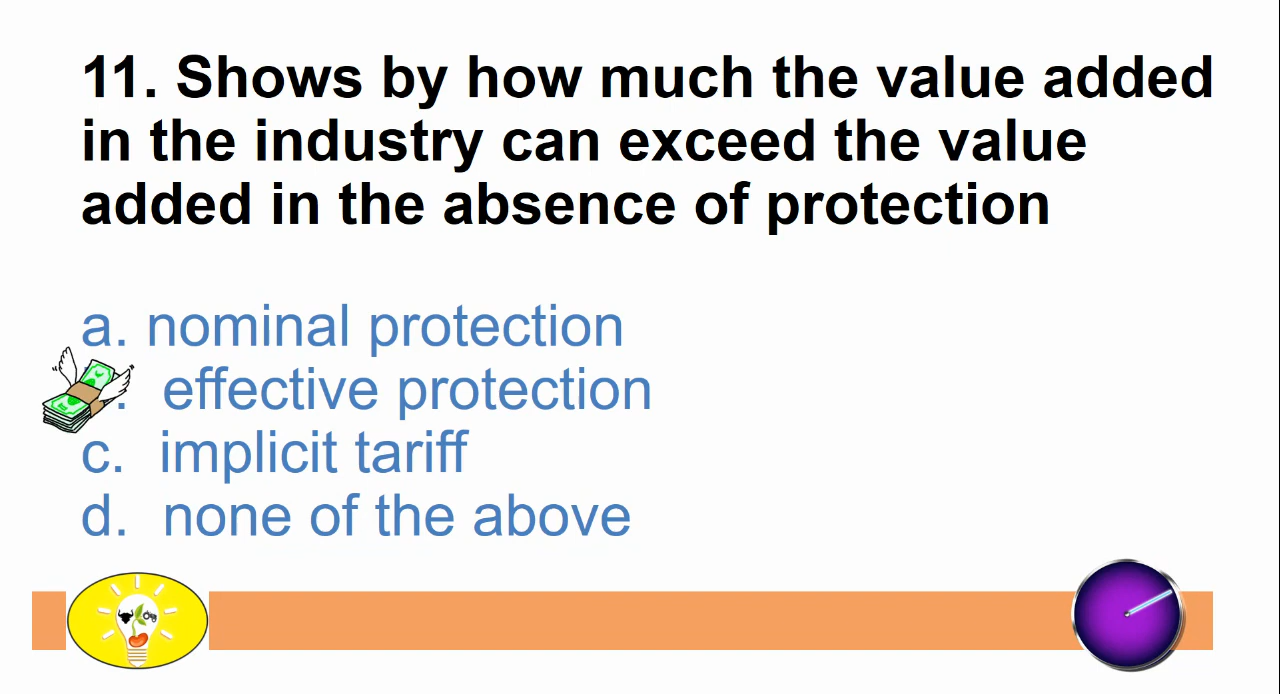 11. Shows by how much the value added
in the industry can exceed the value
added in the absence of protection
a. nominal protection
. effective protection
c. implicit tariff
d. none of the above